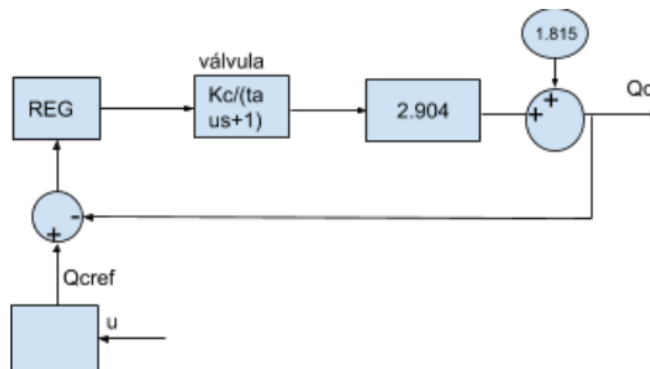 1.815
válvula
Qc
REG
Kc/(ta
us+1)
2.904
+
+
-
+
Qcref
u